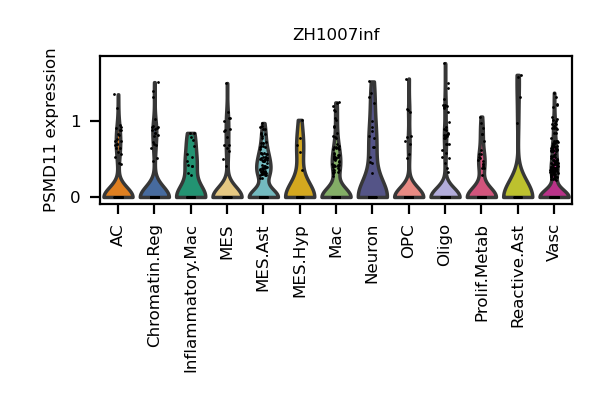 ZH1007inf
PSMD11 expression
1
0
AC
Chromatin.Reg
Inflammatory.Mac
MES
MES.Ast
MES.Hyp
Mac
Neuron
OPC
Oligo
Prolif.Metab
Reactive.Ast
Vasc